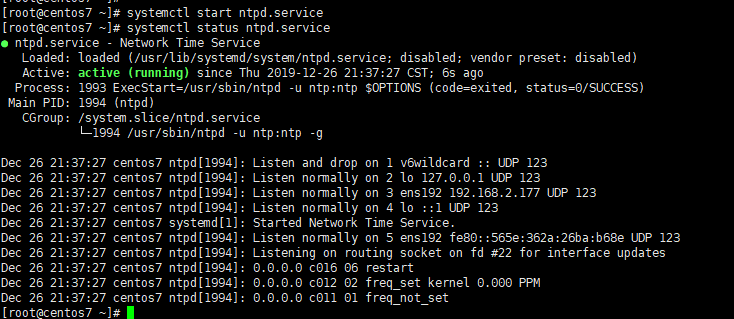 [root@centos7 ~]# systemctl start ntpd.service
[root@centos7 ~]# systemctl status ntpd.service
● ntpd.service - Network Time Service
   Loaded: loaded (/usr/lib/systemd/system/ntpd.service; disabled; vendor preset: disabled)
   Active: active (running) since Thu 2019-12-26 21:37:27 CST; 6s ago
  Process: 1993 ExecStart=/usr/sbin/ntpd -u ntp:ntp $OPTIONS (code=exited, status=0/SUCCESS)
 Main PID: 1994 (ntpd)
   CGroup: /system.slice/ntpd.service
           └─1994 /usr/sbin/ntpd -u ntp:ntp -g
Dec 26 21:37:27 centos7 ntpd[1994]: Listen and drop on 1 v6wildcard :: UDP 123
Dec 26 21:37:27 centos7 ntpd[1994]: Listen normally on 2 lo 127.0.0.1 UDP 123
Dec 26 21:37:27 centos7 ntpd[1994]: Listen normally on 3 ens192 192.168.2.177 UDP 123
Dec 26 21:37:27 centos7 ntpd[1994]: Listen normally on 4 lo ::1 UDP 123
Dec 26 21:37:27 centos7 systemd[1]: Started Network Time Service.
Dec 26 21:37:27 centos7 ntpd[1994]: Listen normally on 5 ens192 fe80::565e:362a:26ba:b68e UDP 123
Dec 26 21:37:27 centos7 ntpd[1994]: Listening on routing socket on fd #22 for interface updates
Dec 26 21:37:27 centos7 ntpd[1994]: 0.0.0.0 c016 06 restart
Dec 26 21:37:27 centos7 ntpd[1994]: 0.0.0.0 c012 02 freq_set kernel 0.000 PPM
Dec 26 21:37:27 centos7 ntpd[1994]: 0.0.0.0 c011 01 freq_not_set
[root@centos7 ~]#